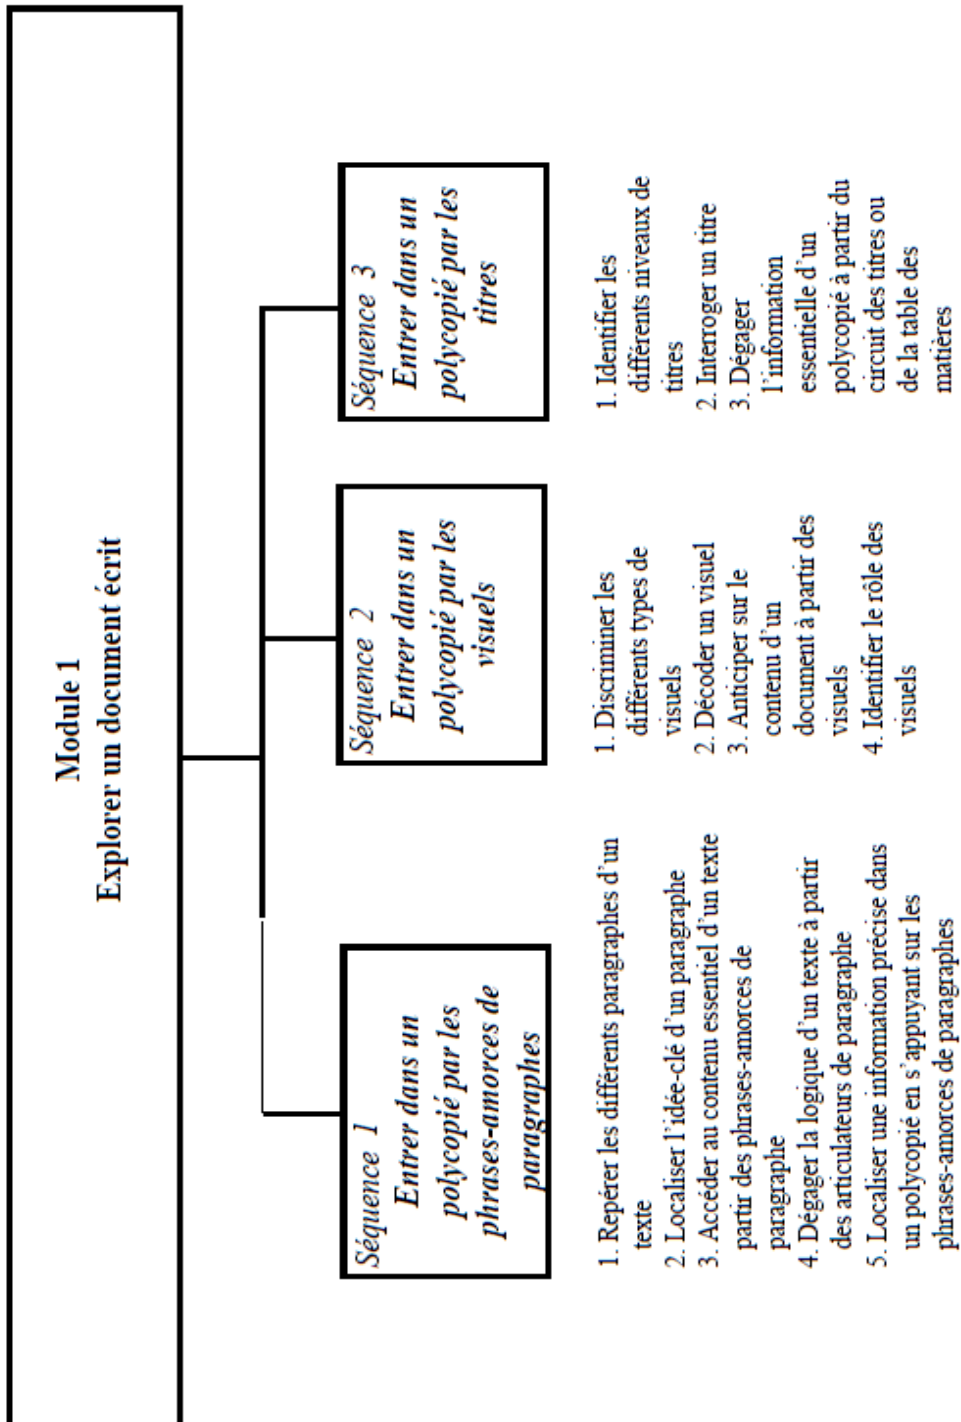 Module 1
Explorer un document écrit
Séquence 1
Entrer dans un
polycopié par les
phrases-amorces de
paragraphes
1. Repérer les différents paragraphes d'un
texte
2. Localiser l'idée-clé d'un paragraphe
3. Accéder au contenu essentiel d'un texte
partir des phrases-amorces de
paragraphe
4. Dégager la logique d'un texte à partir
des articulateurs de paragraphe
5. Localiser une information précise dans
un polycopié en s'appuyant sur les
phrases-amorces de paragraphes
Séquence 2
Entrer dans un
polycopié par les
visuels
1. Discriminer les
différents types de
visuels
2. Décoder un visuel
3. Anticiper sur le
contenu d'un
document à partir des
visuels
4. Identifier le rôle des
visuels
Séquence 3
Entrer dans un
polycopié par les
titres
1. Identifier les
différents niveaux de
titres
2. Interroger un titre
3. Dégager
l'information
essentielle d'un
polycopié à partir du
circuit des titres ou
de la table des
matières